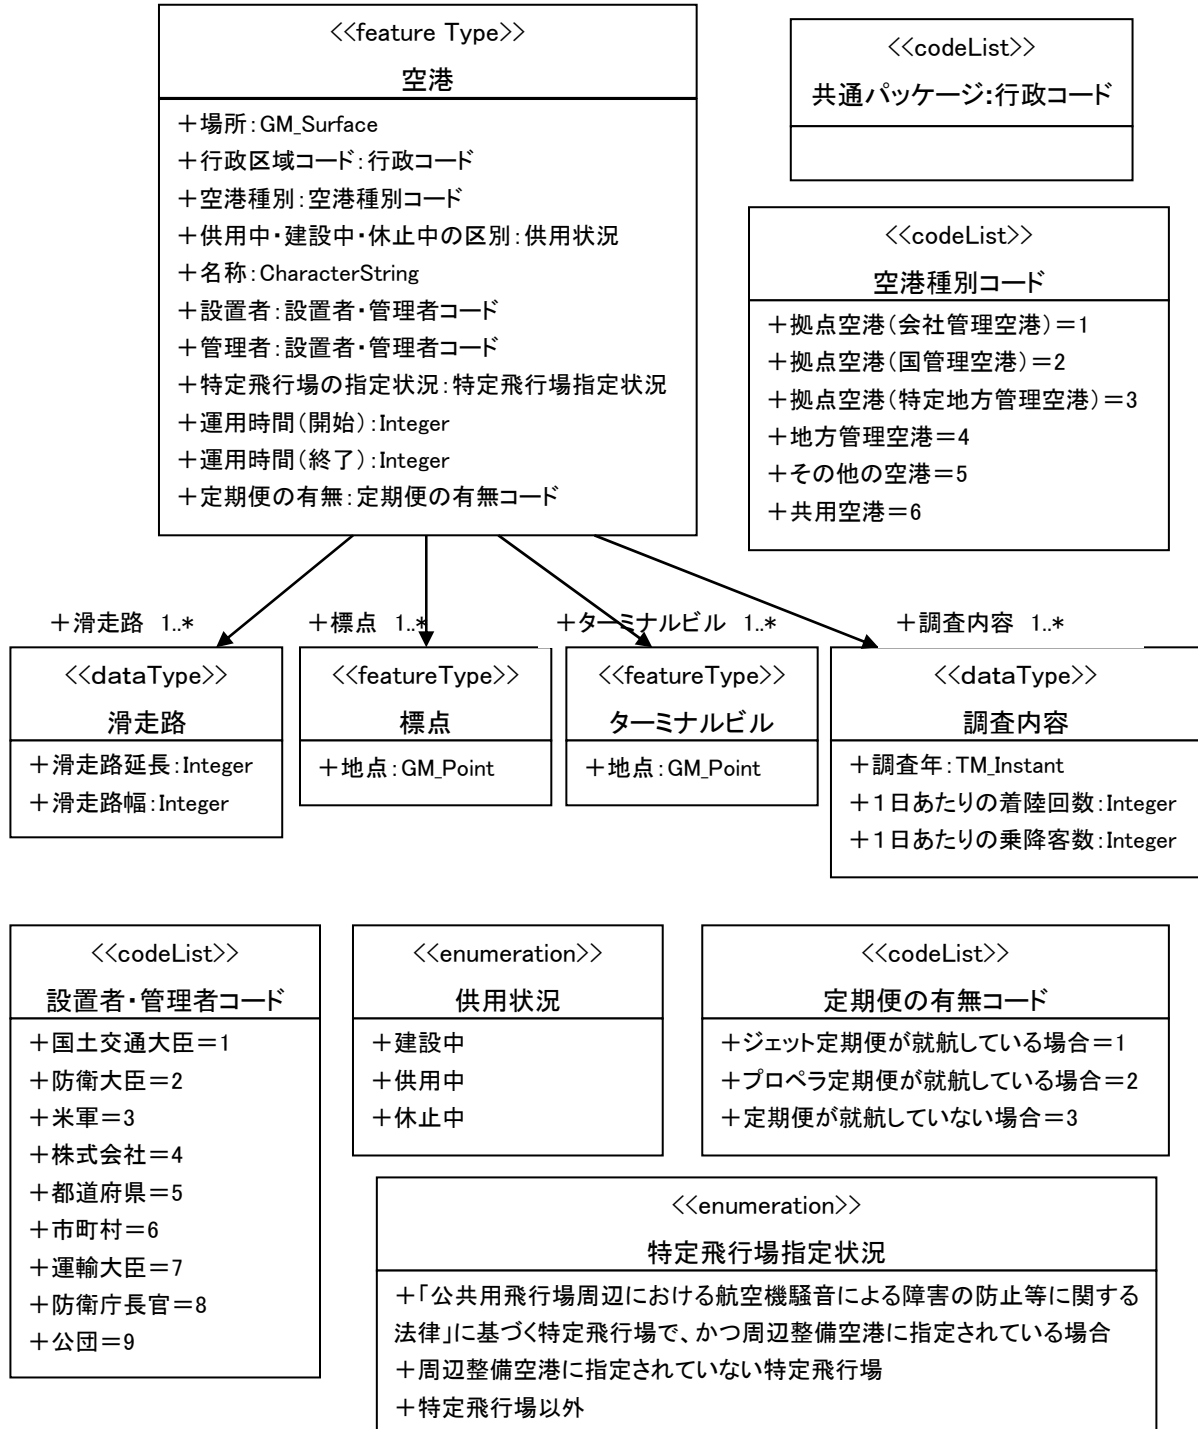 <<feature Type>>
空港
＋場所：GM_Surface
＋行政区域コード：行政コード
＋空港種別：空港種別コード
＋供用中・建設中・休止中の区別：供用状況
＋名称：CharacterString
＋設置者：設置者・管理者コード
＋管理者：設置者・管理者コード
＋特定飛行場の指定状況：特定飛行場指定状況
＋運用時間（開始）：Integer
＋運用時間（終了）：Integer
＋定期便の有無：定期便の有無コード
<<codeList>>
共通パッケージ：行政コード
<<codeList>>
空港種別コード
＋拠点空港（会社管理空港）＝1
＋拠点空港（国管理空港）＝2
＋拠点空港（特定地方管理空港）＝3
＋地方管理空港＝4
＋その他の空港＝5
＋共用空港＝6
＋滑走路 1..*
＋標点 1..*
＋ターミナルビル 1..*
＋調査内容 1..*
<<dataType>>
滑走路
＋滑走路延長：Integer
＋滑走路幅：Integer
<<featureType>>
標点
＋地点：GM_Point
<<featureType>>
ターミナルビル
＋地点：GM_Point
<<dataType>>
調査内容
＋調査年：TM_Instant
＋１日あたりの着陸回数：Integer
＋１日あたりの乗降客数：Integer
<<codeList>>
設置者・管理者コード
＋国土交通大臣＝1
＋防衛大臣＝2
＋米軍＝3
＋株式会社＝4
＋都道府県＝5
＋市町村＝6
＋運輸大臣＝7
＋防衛庁長官＝8
＋公団＝9
<<enumeration>>
供用状況
＋建設中
＋供用中
＋休止中
<<codeList>>
定期便の有無コード
＋ジェット定期便が就航している場合＝1
＋プロペラ定期便が就航している場合＝2
＋定期便が就航していない場合＝3
<<enumeration>>
特定飛行場指定状況
＋「公共用飛行場周辺における航空機騒音による障害の防止等に関する
法律」に基づく特定飛行場で、かつ周辺整備空港に指定されている場合
＋周辺整備空港に指定されていない特定飛行場
＋特定飛行場以外